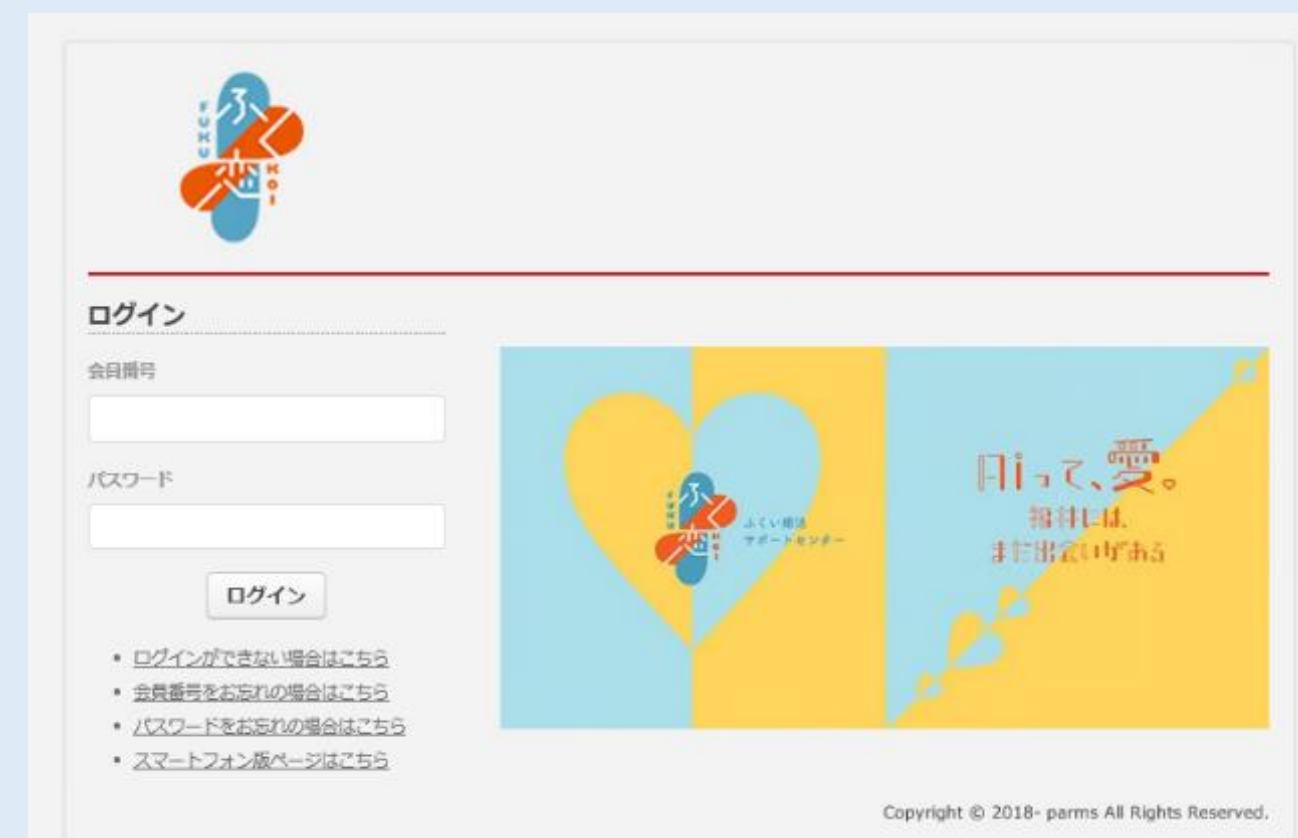 ふく恋
FUKU
KOI
ログイン
会員番号
パスワード
ログイン
ログインができない場合はこちら
会員番号をお忘れの場合はこちら
パスワードをお忘れの場合はこちら
スマートフォン版ページはこちら
ふく恋
FUKU
KOI
ふくい婚活
サポートセンター
Aiって、愛。
福井には、
まだ出会いがある
Copyright © 2018- parms All Rights Reserved.